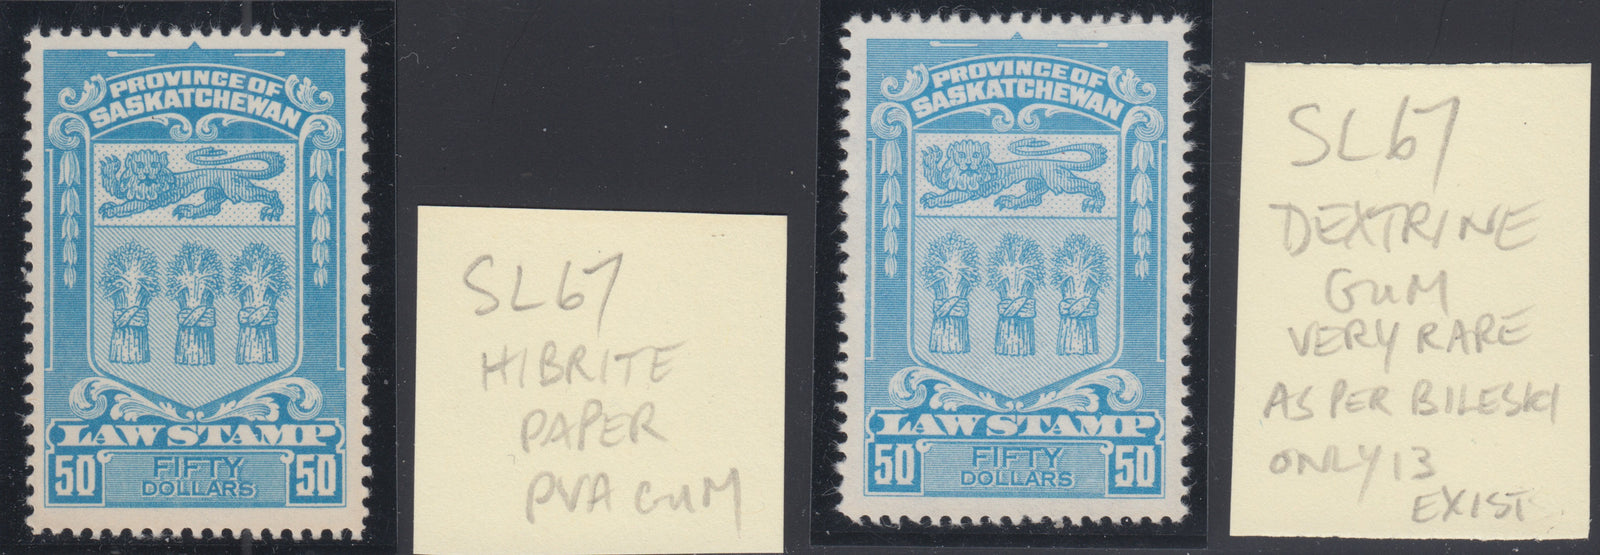 PROVINCE OF
SASKATCHEWAN
LAW STAMP
50 FIFTY 50
DOLLARS
SL67
HIBRITE
PAPER
PVA GUM
PROVINCE OF
SASKATCHEWAN
LAW STAMP
50 FIFTY 50
DOLLARS
SL67
DEXTRINE
GUM
VERY RARE
AS PER BILESKI
ONLY 13
EXIST